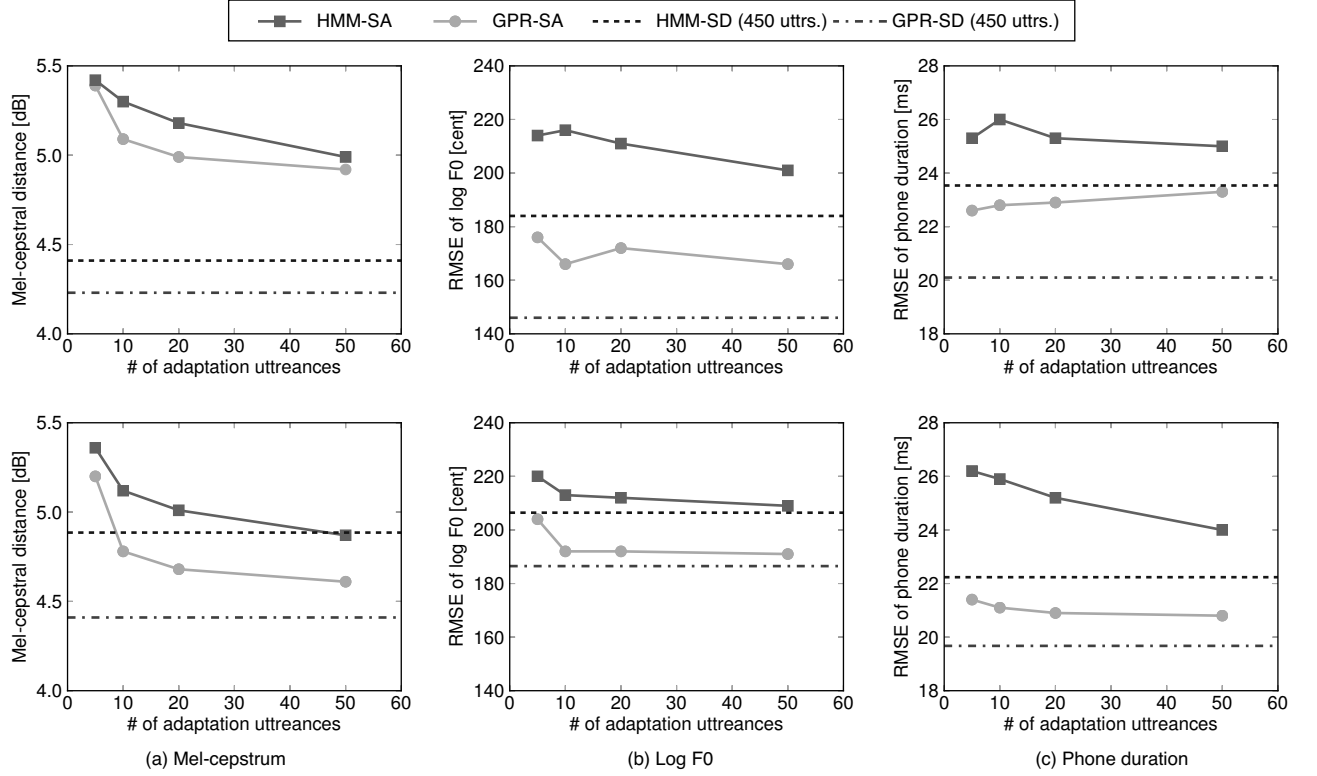 HMM-SA GPR-SA HMM-SD (450 uttrs.) GPR-SD (450 uttrs.)
Mel-cepstral distance [dB]
5.5
5.0
4.5
4.0
0 10 20 30 40 50 60
# of adaptation uttreances
RMSE of log F0 [cent]
240
220
200
180
160
140
0 10 20 30 40 50 60
# of adaptation uttreances
RMSE of phone duration [ms]
28
26
24
22
20
18
0 10 20 30 40 50 60
# of adaptation uttreances
Mel-cepstral distance [dB]
5.5
5.0
4.5
4.0
0 10 20 30 40 50 60
# of adaptation uttreances
(a) Mel-cepstrum
RMSE of log F0 [cent]
240
220
200
180
160
140
0 10 20 30 40 50 60
# of adaptation uttreances
(b) Log F0
RMSE of phone duration [ms]
28
26
24
22
20
18
0 10 20 30 40 50 60
# of adaptation uttreances
(c) Phone duration